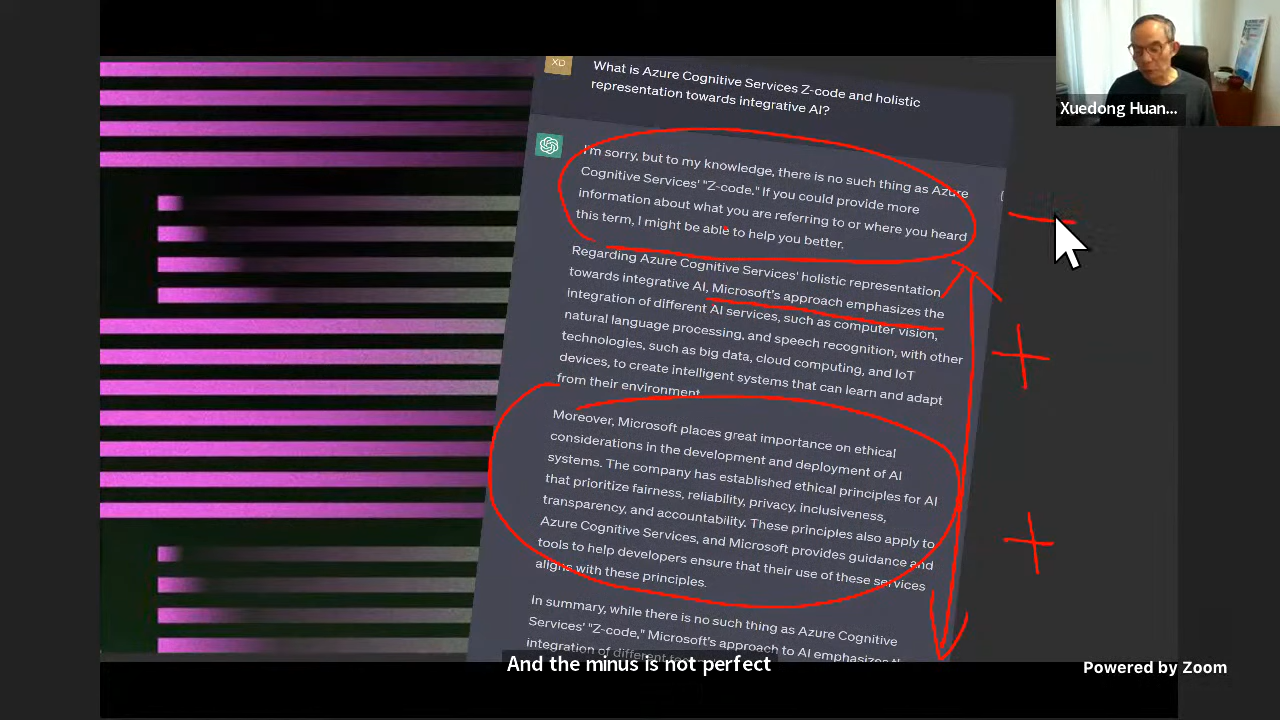 XD
What is Azure Cognitive Services Z-code and holistic
representation towards integrative AI?
I'm sorry, but to my knowledge, there is no such thing as Azure
Cognitive Services' "Z-code." If you could provide more
information about what you are referring to or where you heard
this term, I might be able to help you better.
Regarding Azure Cognitive Services' holistic representation
towards integrative AI, Microsoft's approach emphasizes the
integration of different AI services, such as computer vision,
natural language processing, and speech recognition, with other
technologies, such as big data, cloud computing, and IoT
devices, to create intelligent systems that can learn and adapt
from their environment.
Moreover, Microsoft places great importance on ethical
considerations in the development and deployment of AI
systems. The company has established ethical principles for AI
that prioritize fairness, reliability, privacy, inclusiveness,
transparency, and accountability. These principles also apply to
Azure Cognitive Services, and Microsoft provides guidance and
tools to help developers ensure that their use of these services
aligns with these principles.
In summary, while there is no such thing as Azure Cognitive
Services' "Z-code," Microsoft's approach to AI emphasizes
integration of different
Xuedong Huan...
And the minus is not perfect
Powered by Zoom